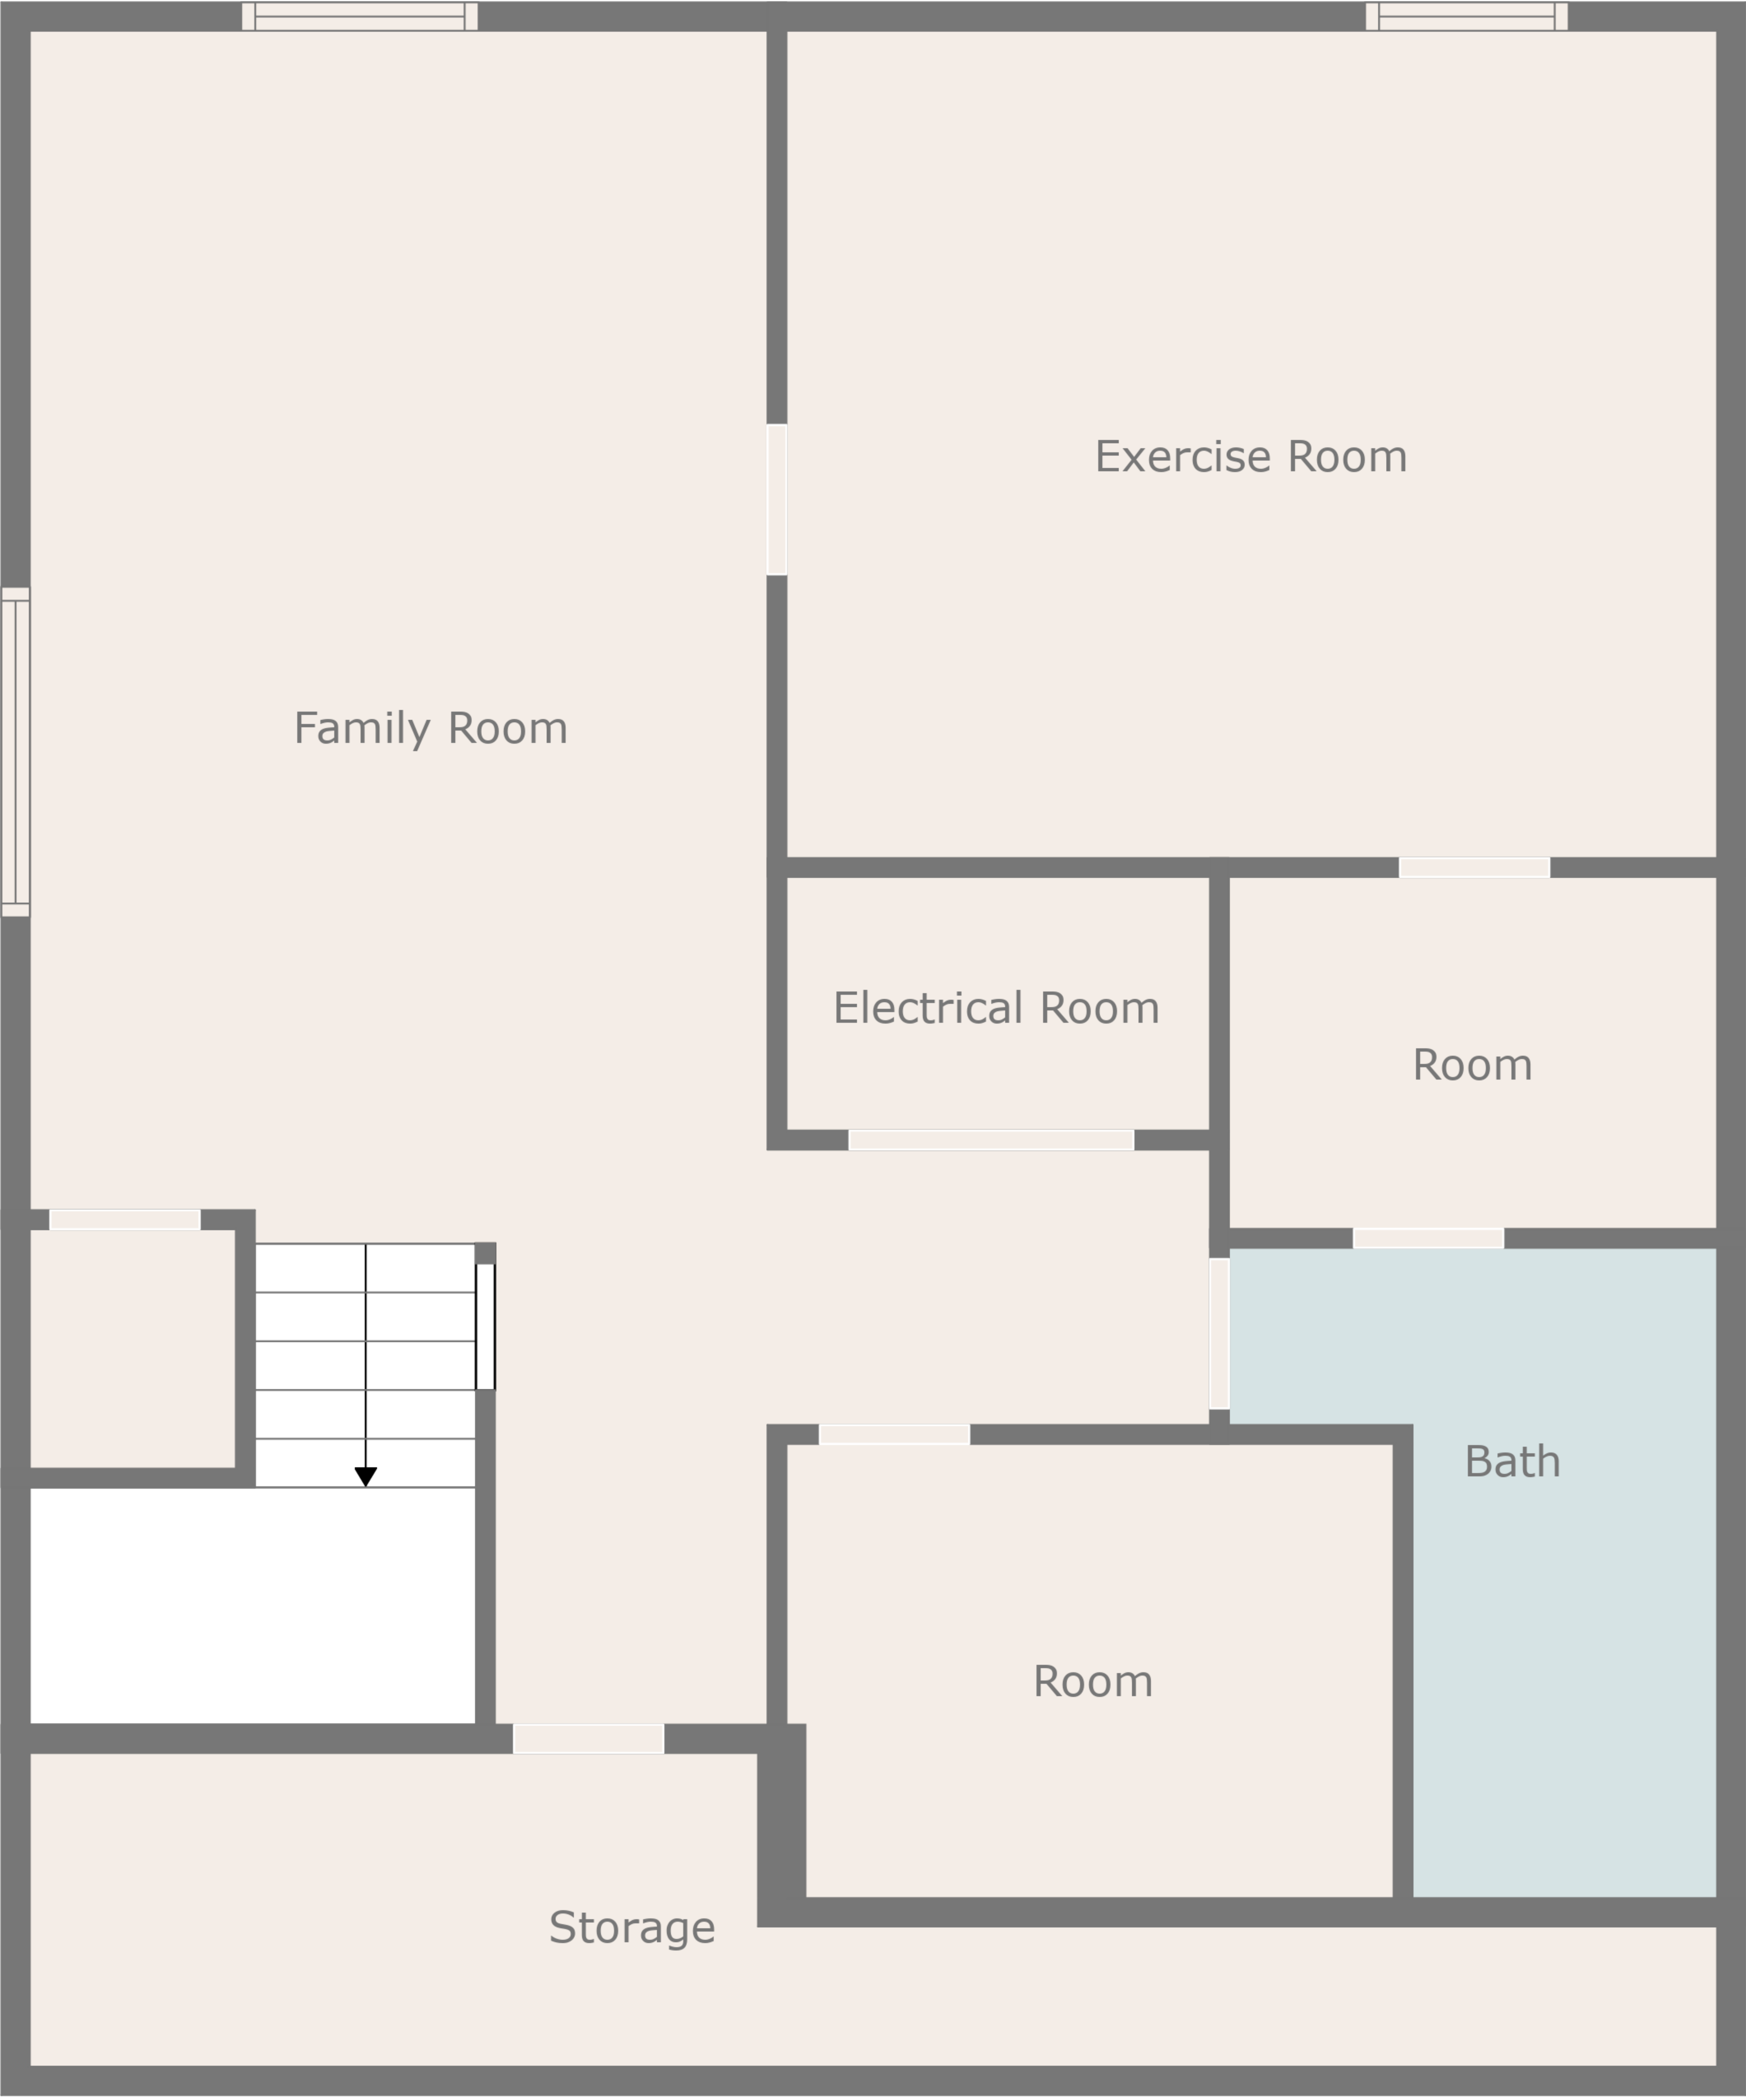 Exercise Room
Family Room
Electrical Room
Room
Bath
Room
Storage